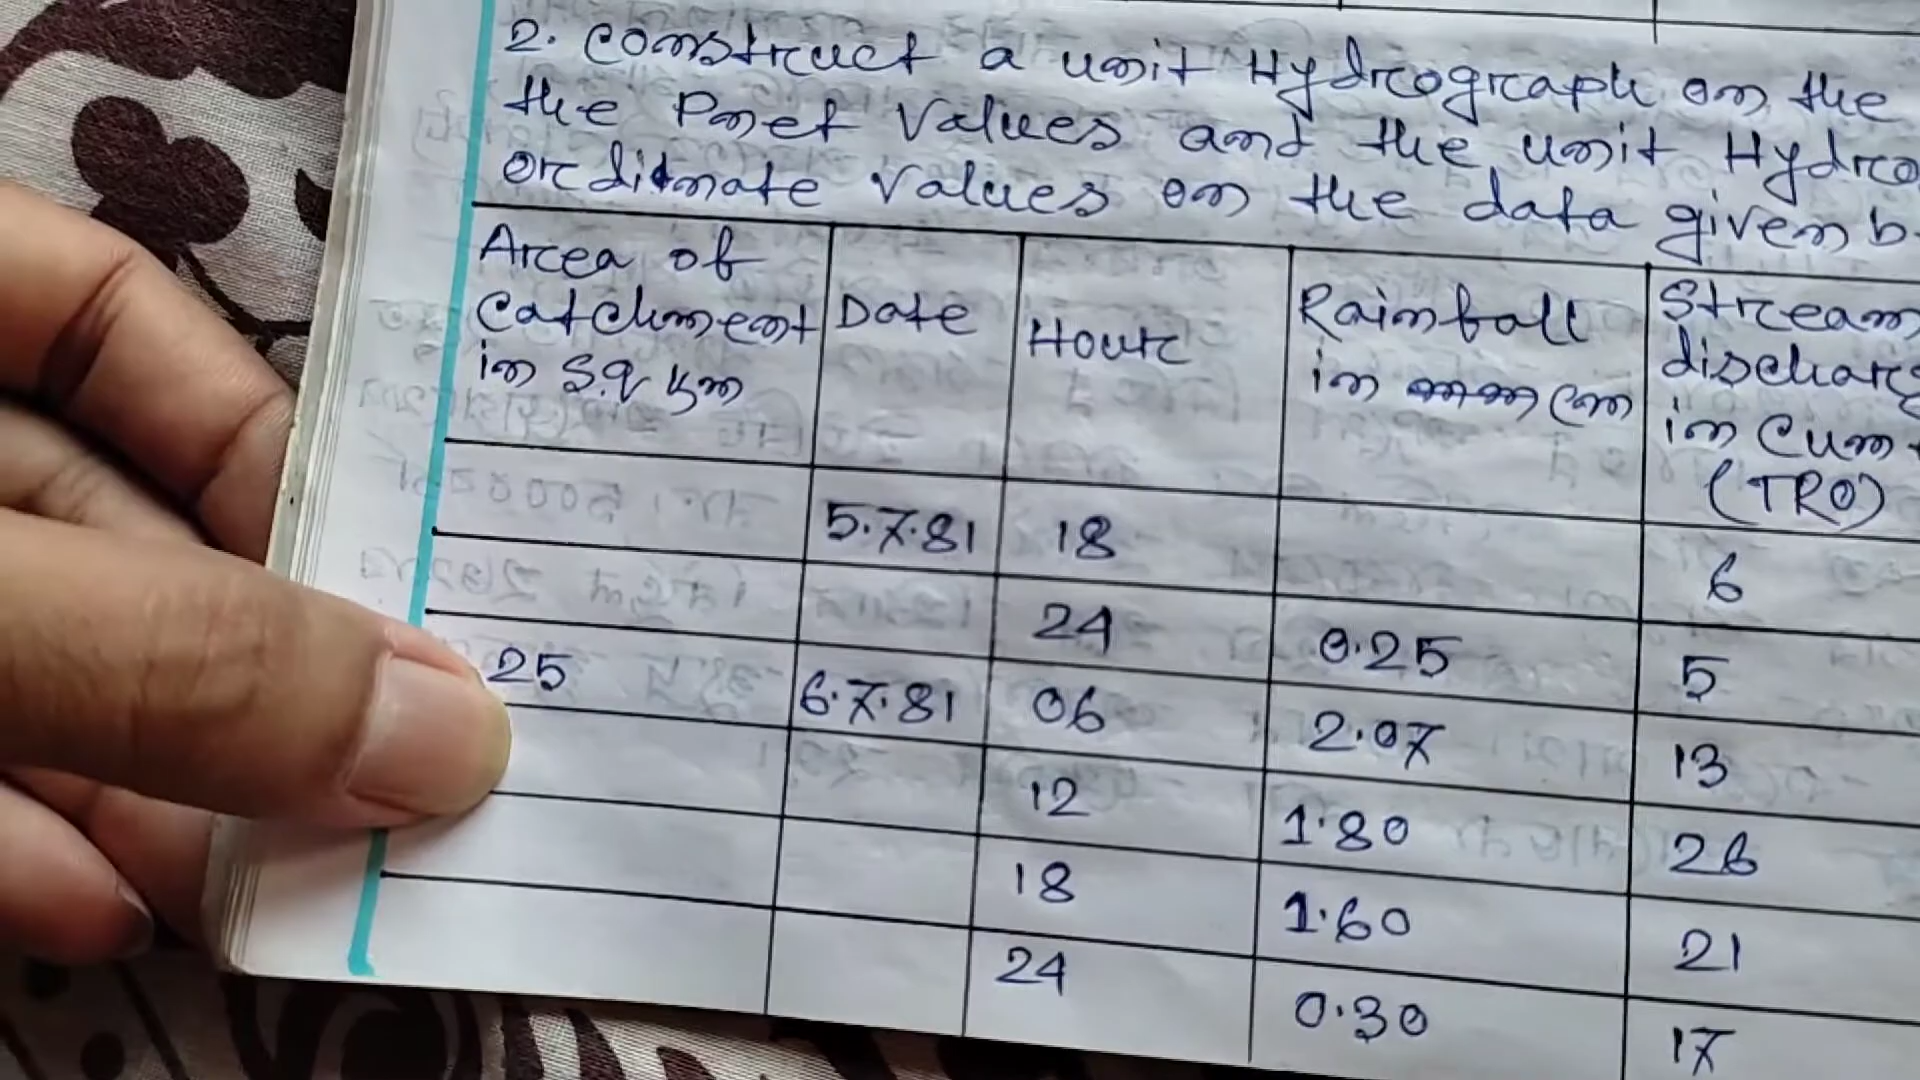 2. Construct a unit Hydrograph on the
the Pnet Values and the unit Hydro
orditnate Values on the data given b
Area of Catchment in S.q km | Date | Hour | Rainfall in cm | Stream discharg in Cum (TRO)
5.7.81 | 18 | | 6
24 | 0.25 | 5
25 | 6.7.81 | 06 | 2.07 | 13
12 | 1.80 | 26
18 | 1.60 | 21
24 | 0.30 | 17